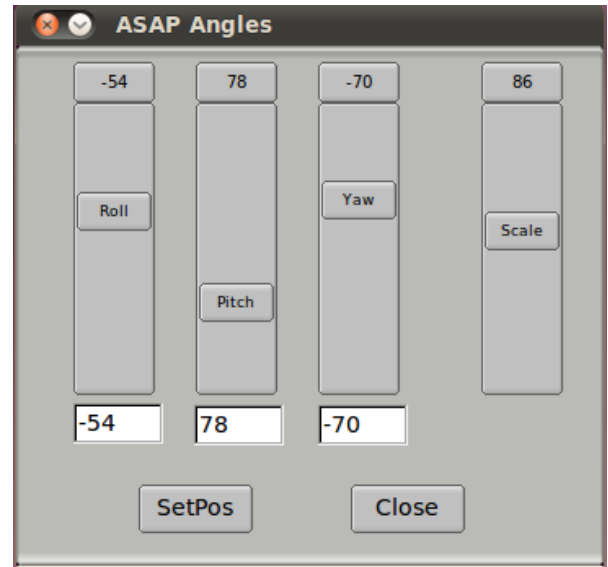 ASAP Angles
-54 78 -70 86
Roll Yaw
Scale
Pitch
-54 78 -70
SetPos Close